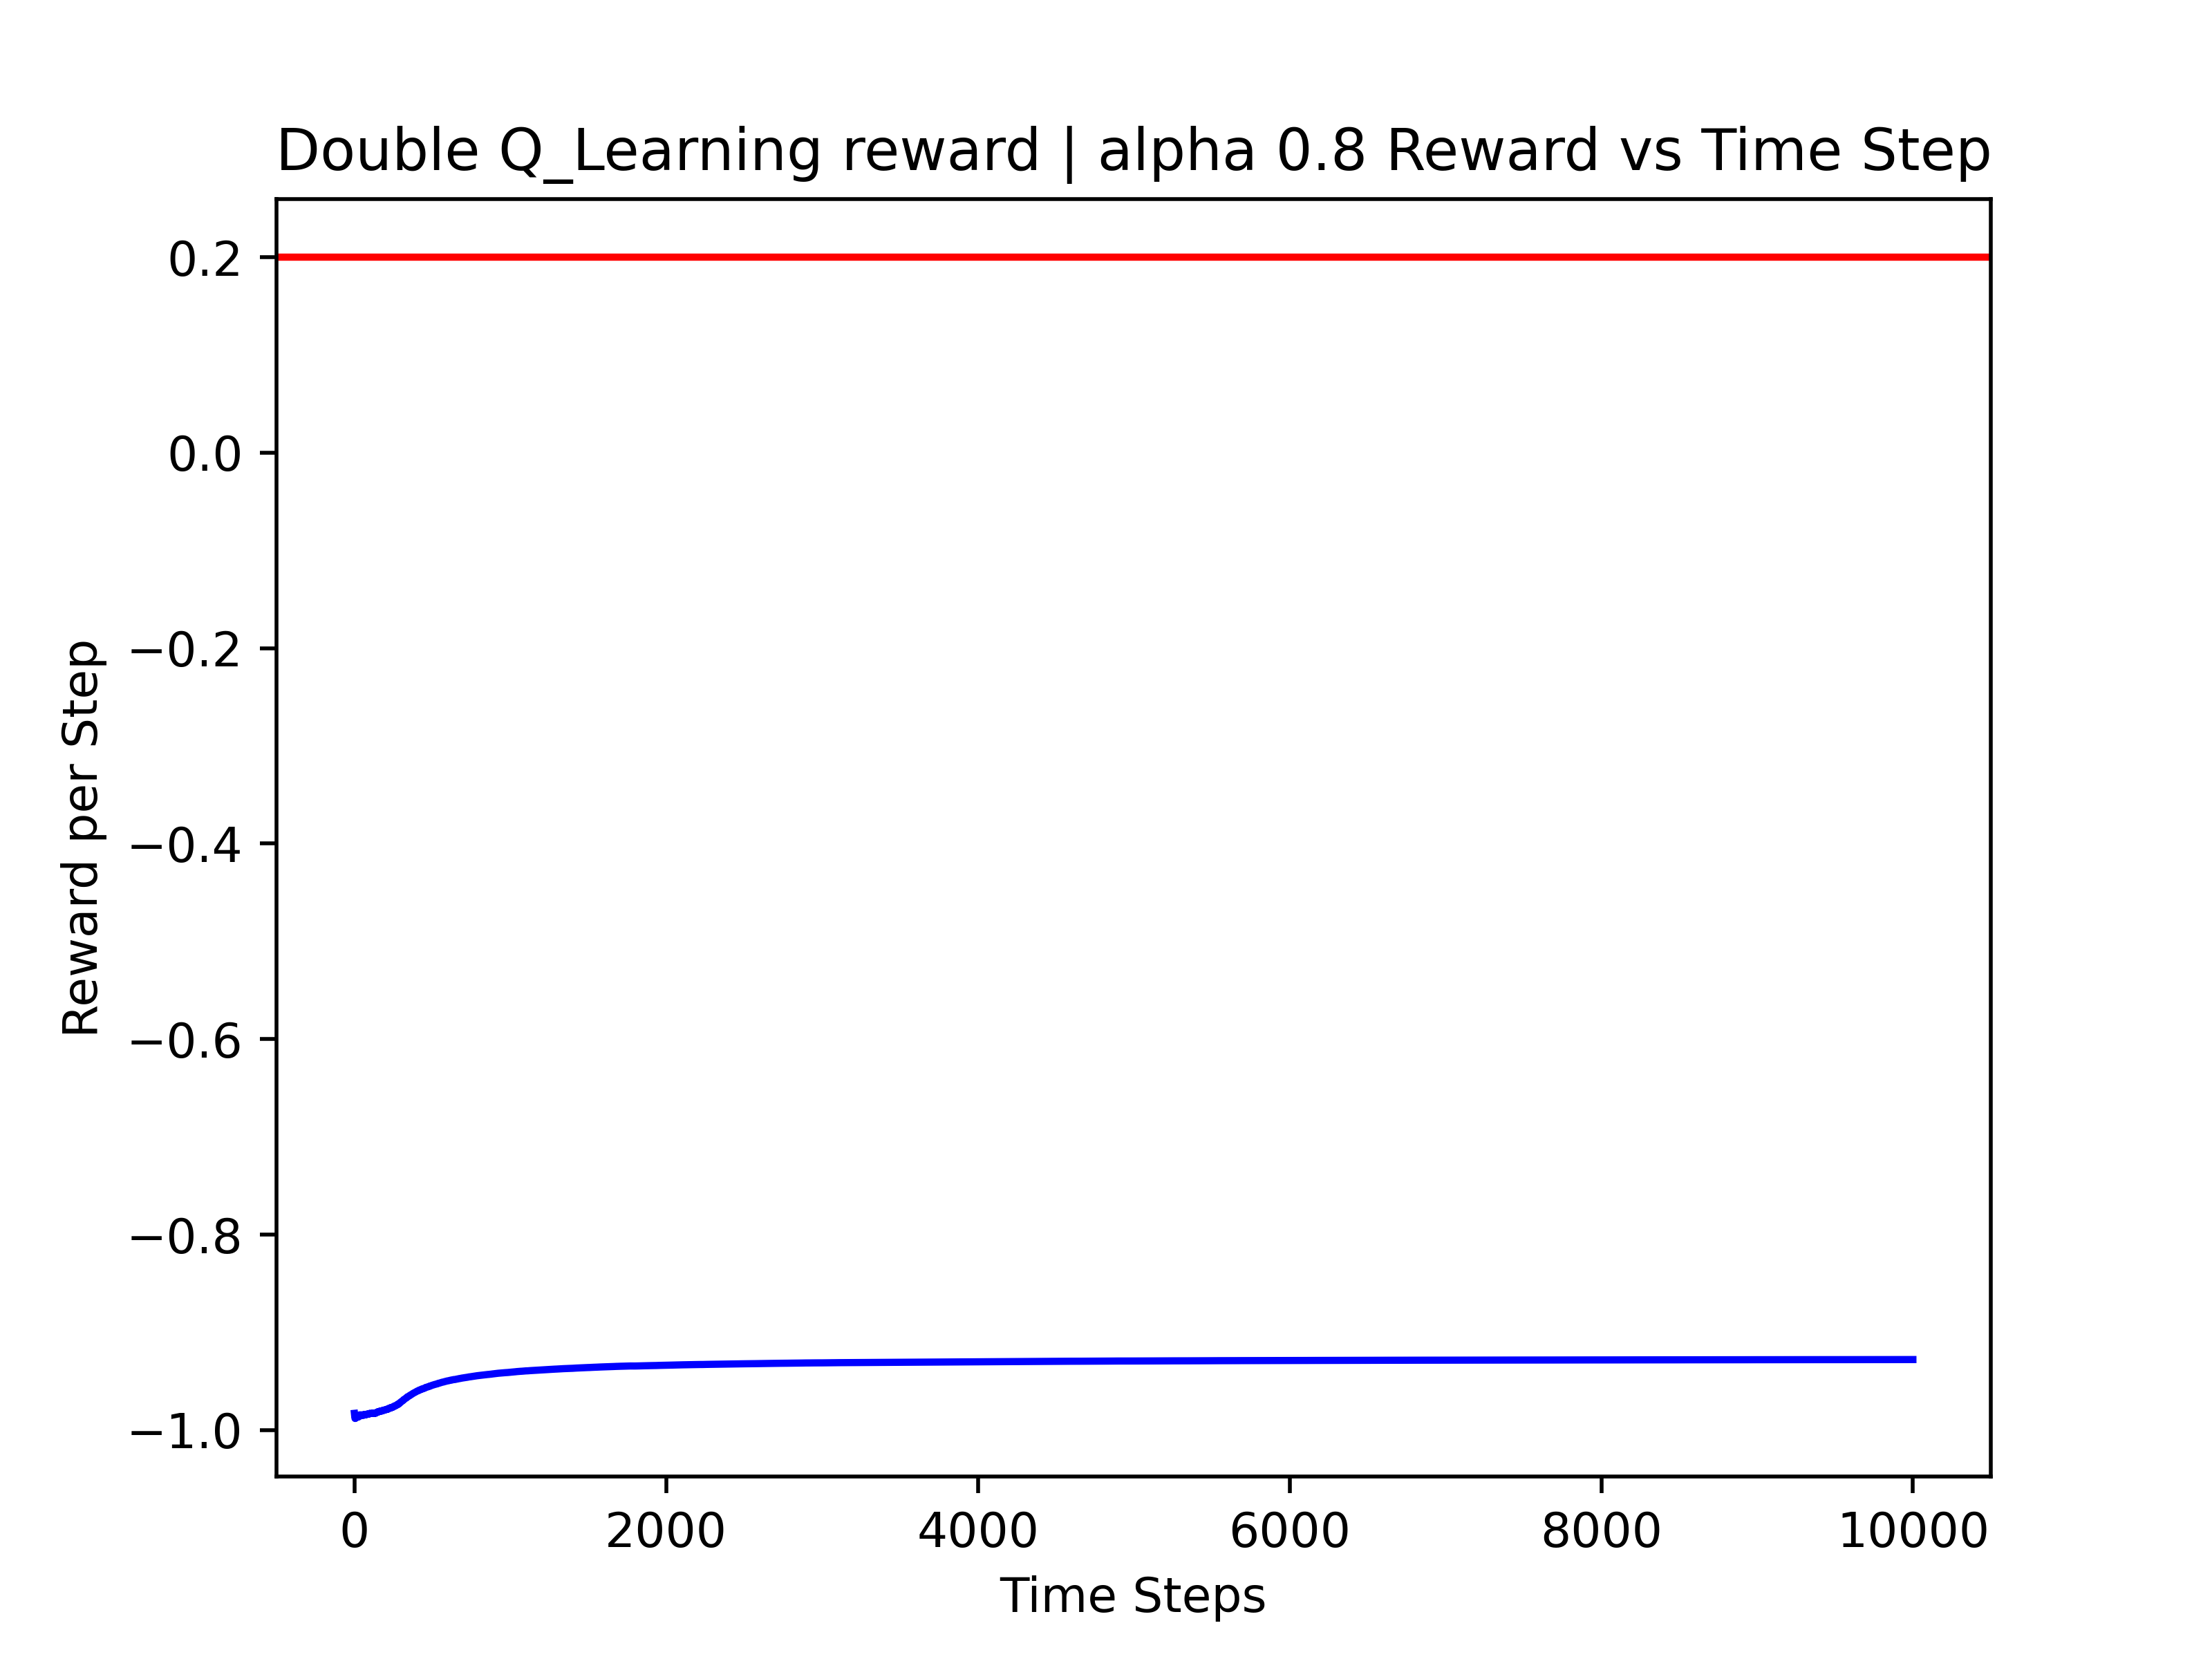 Double Q_Learning reward | alpha 0.8 Reward vs Time Step
0.2
0.0
−0.2
−0.4
−0.6
−0.8
−1.0
Reward per Step
0 2000 4000 6000 8000 10000
Time Steps